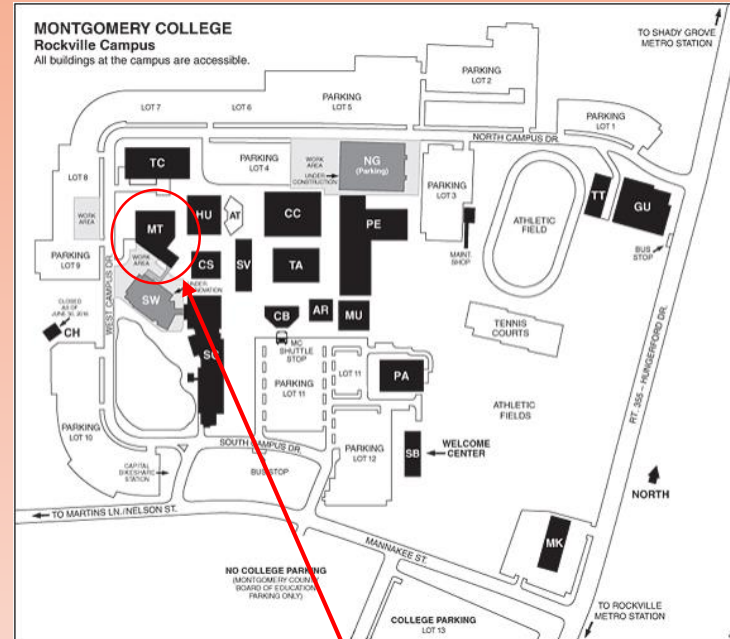 MONTGOMERY COLLEGE
Rockville Campus
All buildings at the campus are accessible.
TO SHADY GROVE
METRO STATION
PARKING
LOT 2
PARKING
LOT 5
LOT 7
LOT 6
PARKING
LOT 1
NORTH CAMPUS DR.
TC
PARKING
LOT 4
WORK
AREA
UNDER
CONSTRUCTION
NG
(Parking)
LOT 8
PARKING
LOT 3
TT
GU
WORK
AREA
MT
HU
AT
CC
PE
ATHLETIC
FIELD
BUS
STOP
MAINT.
SHOP
PARKING
LOT 9
WORK
AREA
CS
SV
TA
WEST CAMPUS DR.
SW
UNDER
RENOVATION
CLOSED
AS OF
CH
CB
AR
MU
MC
SHUTTLE
STOP
SC
TENNIS
COURTS
RT. 355 – HUNGERFORD DR.
PARKING
LOT 11
LOT 11
PA
ATHLETIC
FIELDS
PARKING
LOT 10
SOUTH CAMPUS DR.
PARKING
LOT 12
SB
WELCOME
CENTER
CAPITAL
BIKESHARE
STATION
BUS STOP
NORTH
TO MARTINS LN./NELSON ST.
MANNAKEE ST.
MK
NO COLLEGE PARKING
(MONTGOMERY COUNTY
BOARD OF EDUCATION
PARKING ONLY)
TO ROCKVILLE
METRO STATION
COLLEGE PARKING
LOT 13